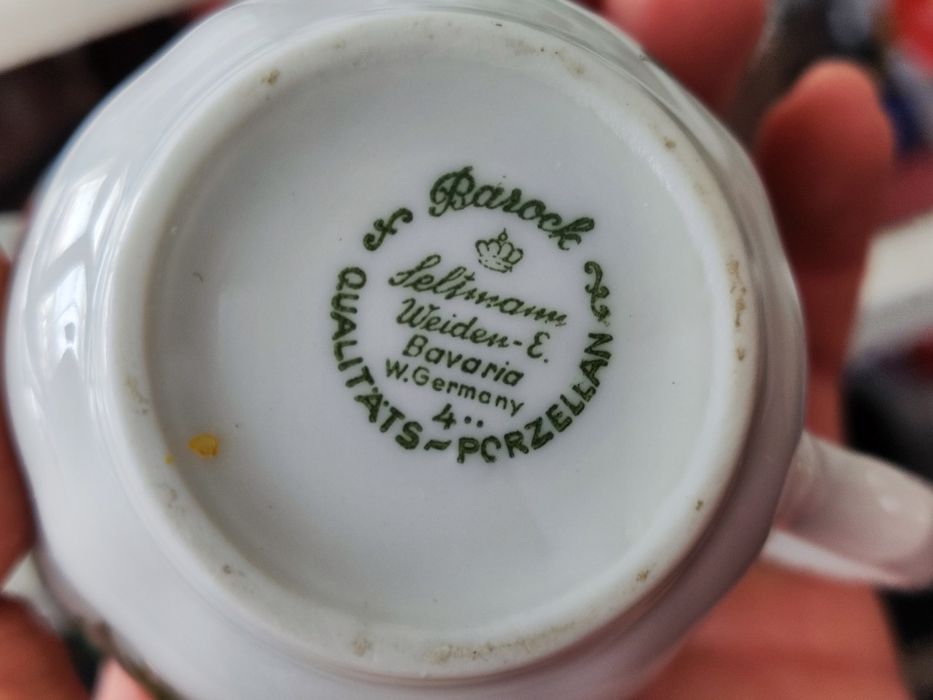 Barock
Seltmann
Weiden-E.
Bavaria
W.Germany
4..
QUALITÄTS~PORZELLAN